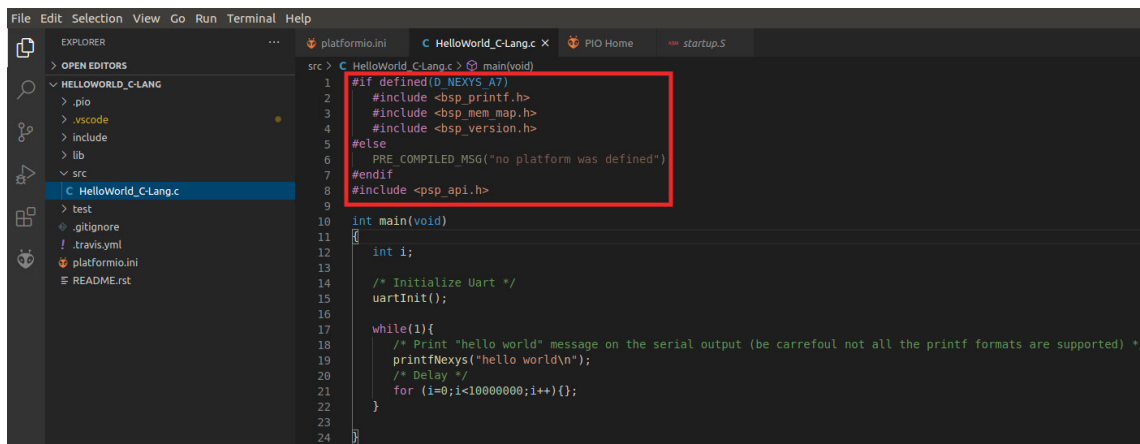 File Edit Selection View Go Run Terminal Help
EXPLORER
...
platformio.ini
C HelloWorld_C-Lang.c X
PIO Home
ASM startup.S
> OPEN EDITORS
HELLOWORLD_C-LANG
> .pio
> .vscode
> include
> lib
src
C HelloWorld_C-Lang.c
> test
.gitignore
! .travis.yml
platformio.ini
README.rst
src > C HelloWorld_C-Lang.c > main(void)
1 #if defined(D_NEXYS_A7)
2 #include <bsp_printf.h>
3 #include <bsp_mem_map.h>
4 #include <bsp_version.h>
5 #else
6 PRE_COMPILED_MSG("no platform was defined")
7 #endif
8 #include <psp_api.h>
9
10 int main(void)
11 {
12 int i;
13
14 /* Initialize Uart */
15 uartInit();
16
17 while(1){
18 /* Print "hello world" message on the serial output (be carrefoul not all the printf formats are supported) *
19 printfNexys("hello world\n");
20 /* Delay */
21 for (i=0;i<10000000;i++){};
22 }
23
24 }